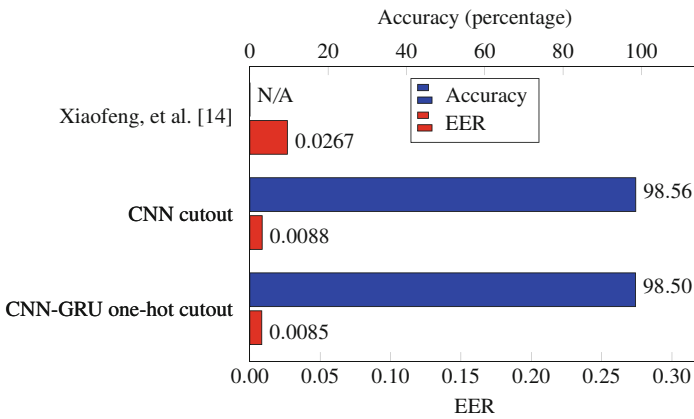 Accuracy (percentage)
0 20 40 60 80 100
Xiaofeng, et al. [14]
N/A
0.0267
Accuracy
EER
CNN cutout
98.56
0.0088
CNN-GRU one-hot cutout
98.50
0.0085
0.00 0.05 0.10 0.15 0.20 0.25 0.30
EER